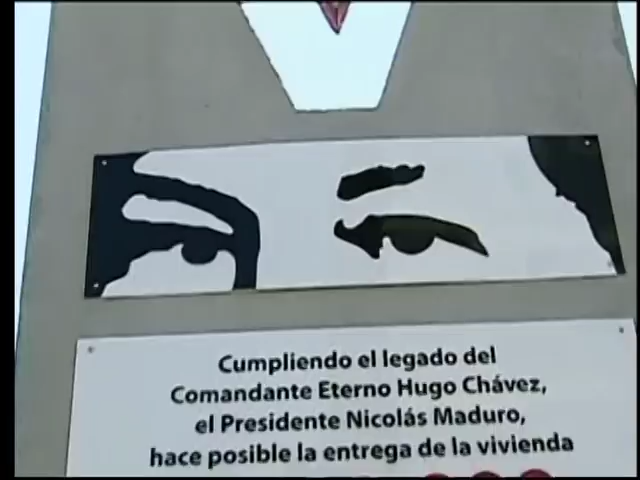 Cumpliendo el legado del
Comandante Eterno Hugo Chávez,
el Presidente Nicolás Maduro,
hace posible la entrega de la vivienda